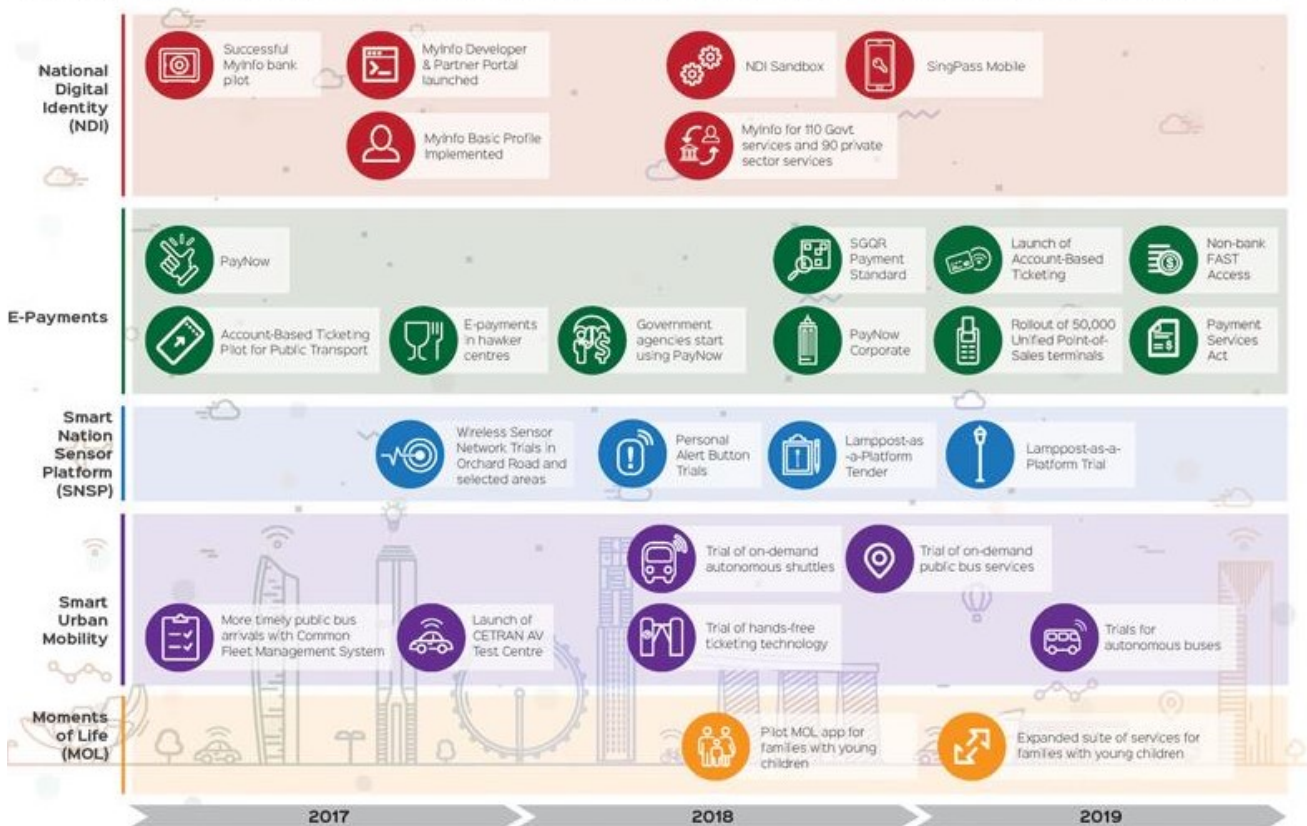 National
Digital
Identity
(NDI)
Successful
MyInfo bank
pilot
MyInfo Developer
& Partner Portal
launched
MyInfo Basic Profile
Implemented
NDI Sandbox
SingPass Mobile
MyInfo for 110 Govt
services and 90 private
sector services
E-Payments
PayNow
Account-Based Ticketing
Pilot for Public Transport
E-payments
in hawker
centres
Government
agencies start
using PayNow
SGQR
Payment
Standard
PayNow
Corporate
Launch of
Account-Based
Ticketing
Rollout of 50,000
Unified Point-of-
Sales terminals
Non-bank
FAST
Access
Payment
Services
Act
Smart
Nation
Sensor
Platform
(SNSP)
Wireless Sensor
Network Trials in
Orchard Road and
selected areas
Personal
Alert Button
Trials
Lamppost-as
-a-Platform
Tender
Lamppost-as-a-
Platform Trial
Smart
Urban
Mobility
More timely public bus
arrivals with Common
Fleet Management System
Launch of
CETRAN AV
Test Centre
Trial of on-demand
autonomous shuttles
Trial of hands-free
ticketing technology
Trial of on-demand
public bus services
Trials for
autonomous buses
Moments
of Life
(MOL)
Pilot MOL app for
families with young
children
Expanded suite of services for
families with young children
2017
2018
2019